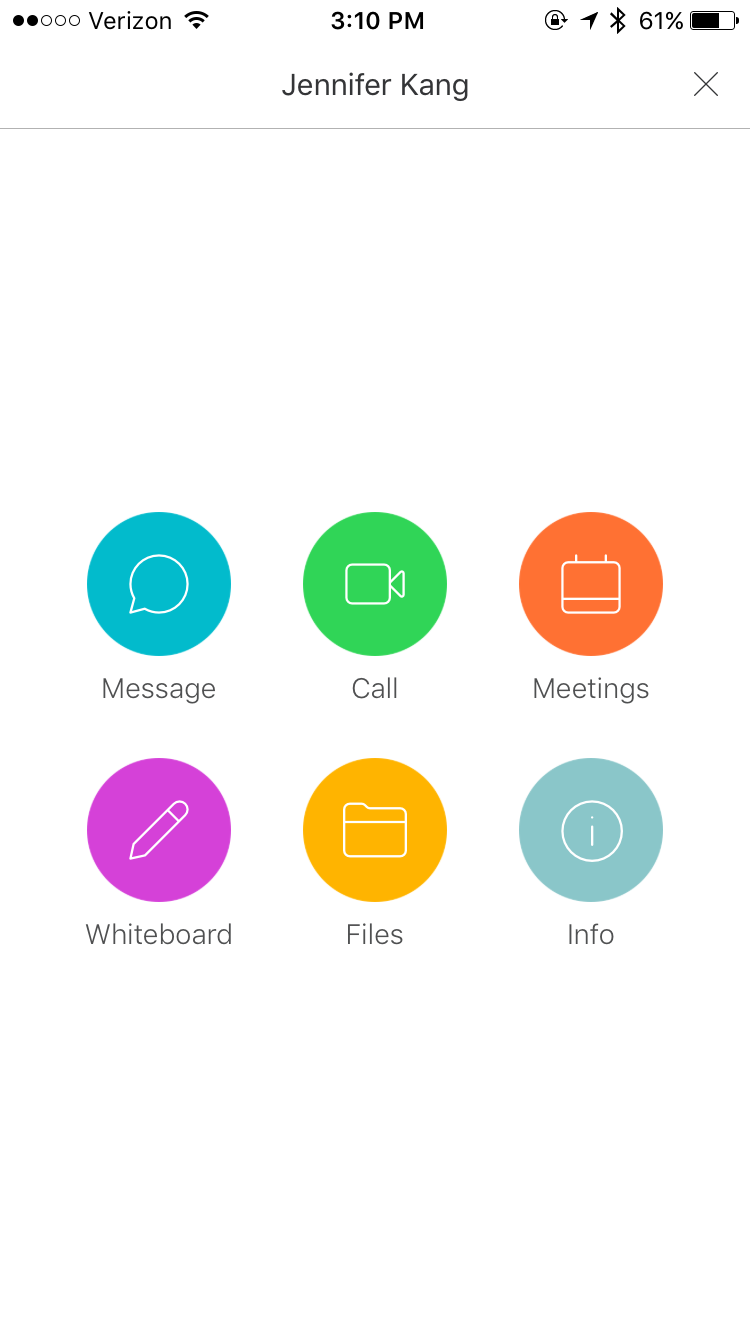 Verizon 3:10 PM 61%
Jennifer Kang
Message Call Meetings
Whiteboard Files Info